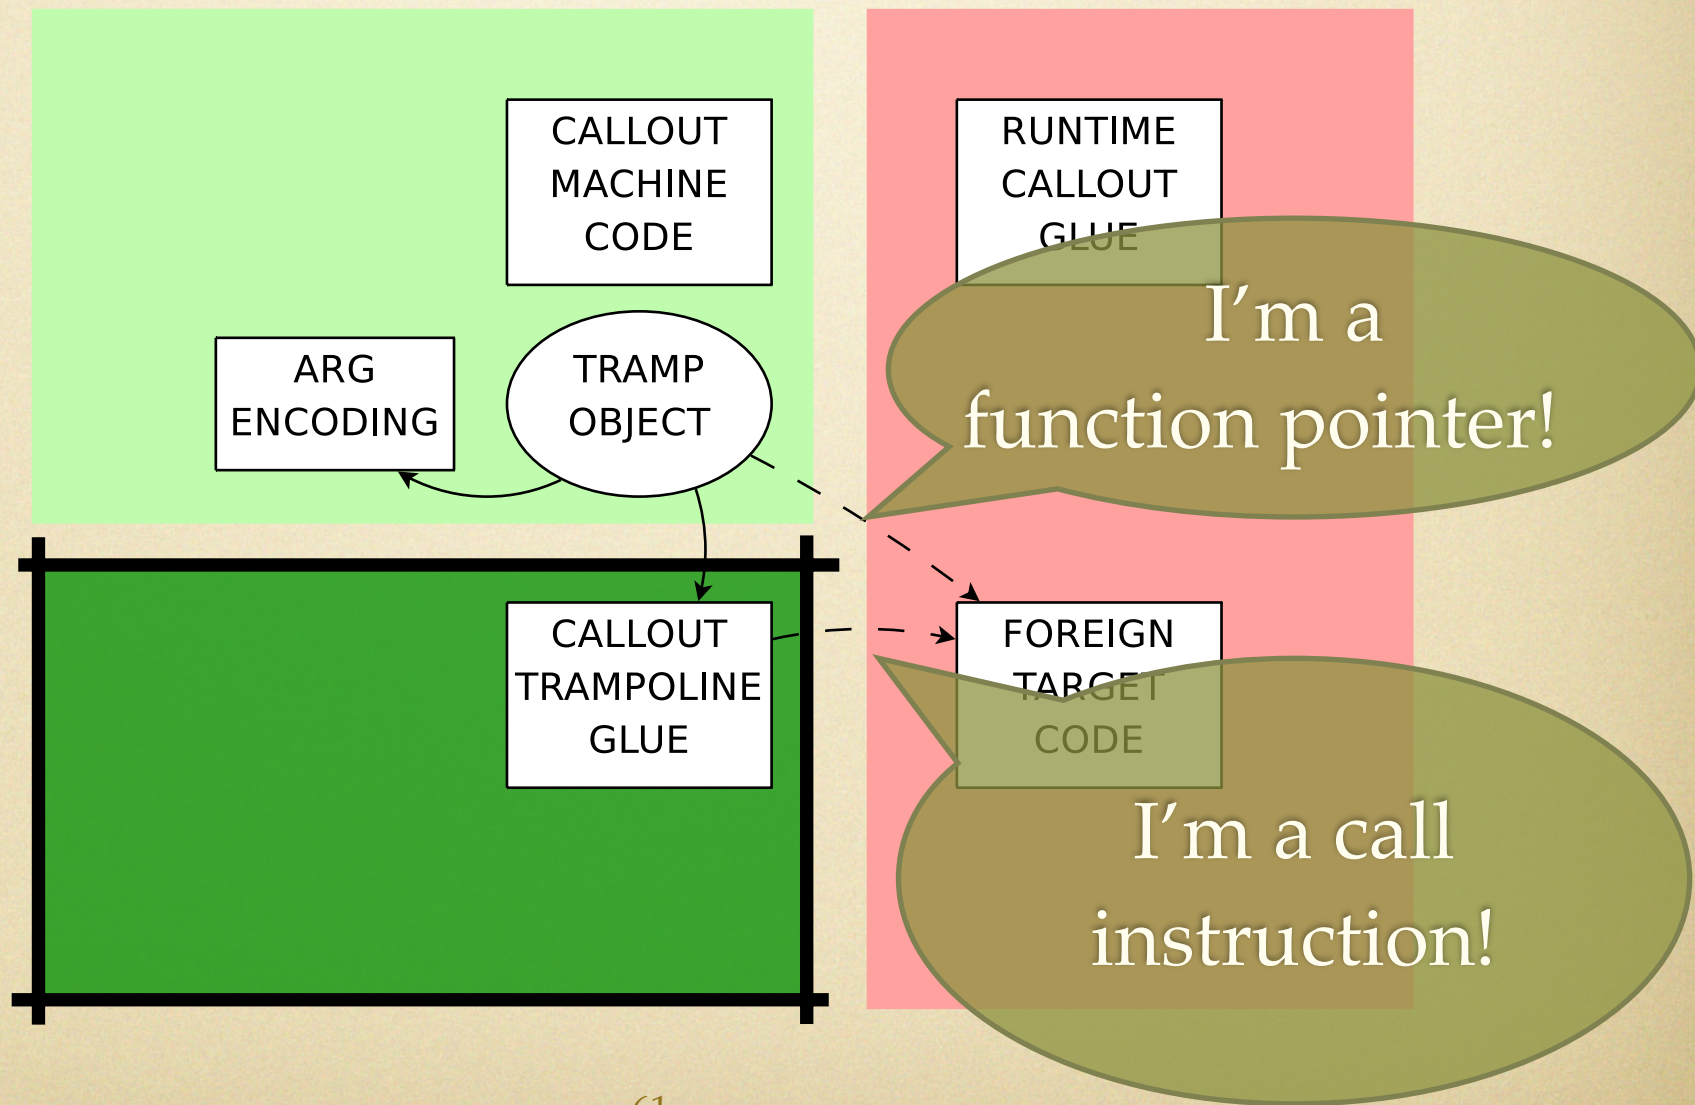 CALLOUT
MACHINE
CODE
RUNTIME
CALLOUT
GLUE
I’m a
function pointer!
ARG
ENCODING
TRAMP
OBJECT
CALLOUT
TRAMPOLINE
GLUE
FOREIGN
TARGET
CODE
I’m a call
instruction!
61